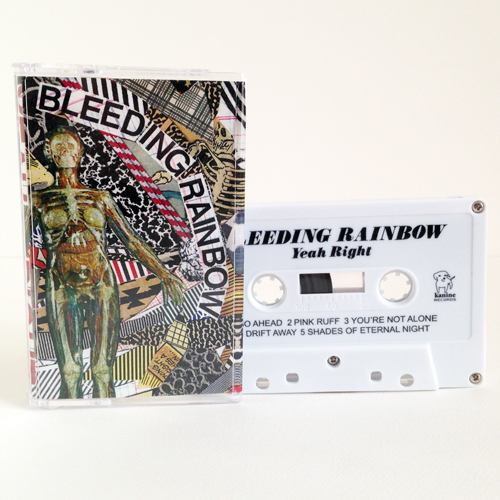 BLEEDING RAINBOW
EEDING RAINBOW
Yeah Right
kanine
RECORDS
O AHEAD 2 PINK RUFF 3 YOU'RE NOT ALONE
DRIFT AWAY 5 SHADES OF ETERNAL NIGHT